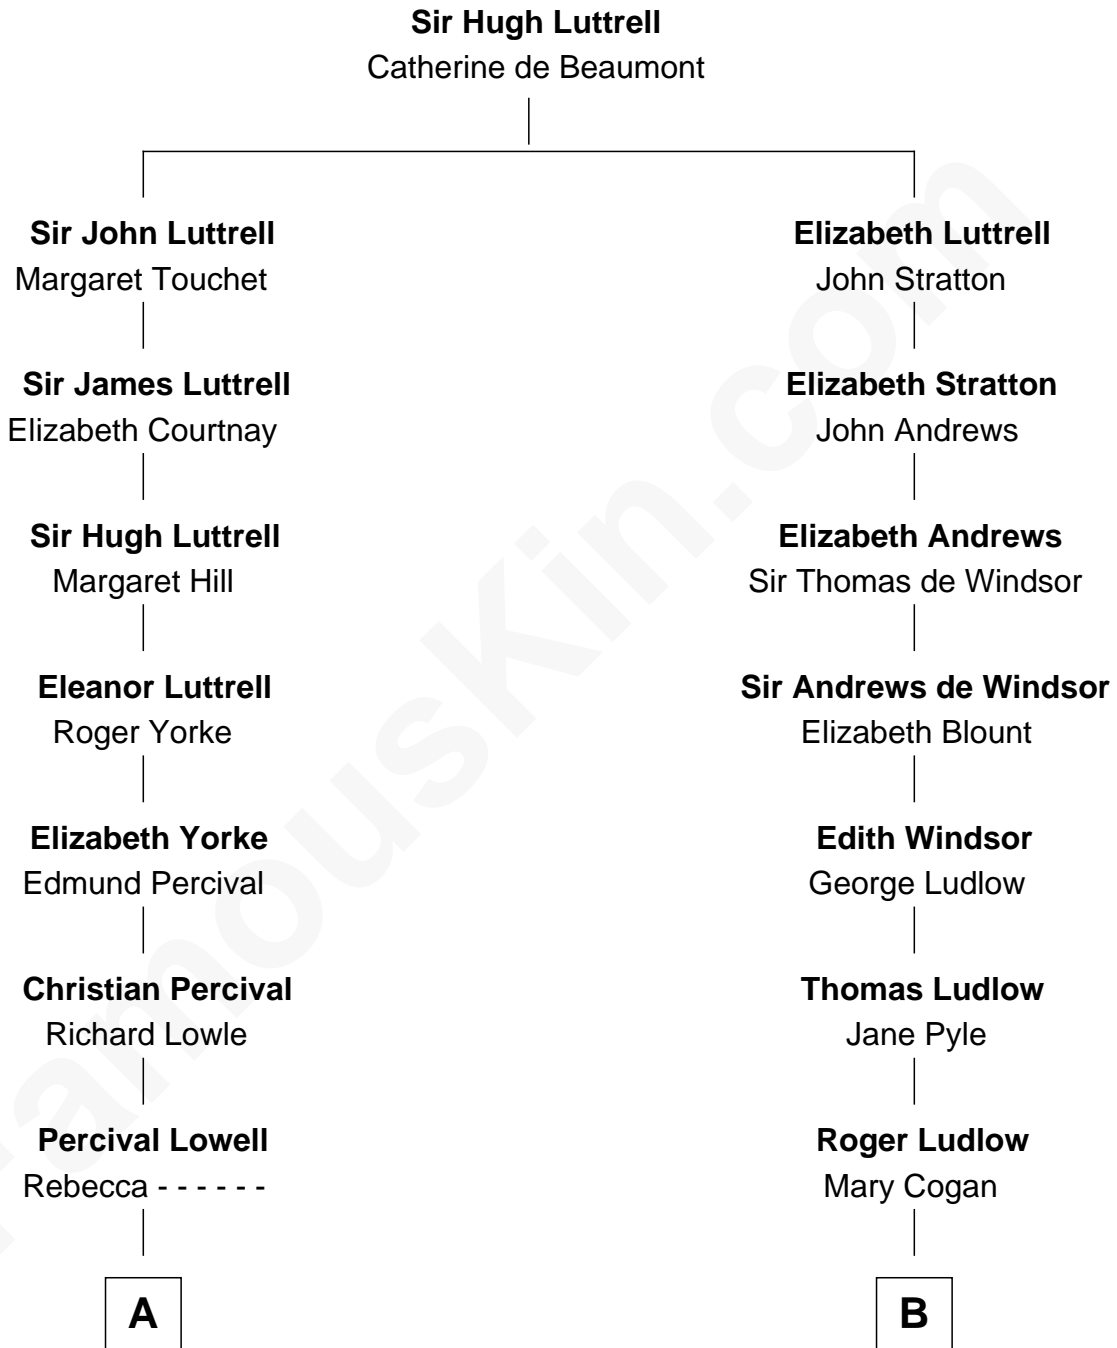 Sir Hugh Luttrell
Catherine de Beaumont
Sir John Luttrell
Margaret Touchet
Elizabeth Luttrell
John Stratton
Sir James Luttrell
Elizabeth Courtnay
Elizabeth Stratton
John Andrews
Sir Hugh Luttrell
Margaret Hill
Elizabeth Andrews
Sir Thomas de Windsor
Eleanor Luttrell
Roger Yorke
Sir Andrews de Windsor
Elizabeth Blount
Elizabeth Yorke
Edmund Percival
Edith Windsor
George Ludlow
Christian Percival
Richard Lowle
Thomas Ludlow
Jane Pyle
Percival Lowell
Rebecca - - - - - -
Roger Ludlow
Mary Cogan
A
B
FamousKin.com